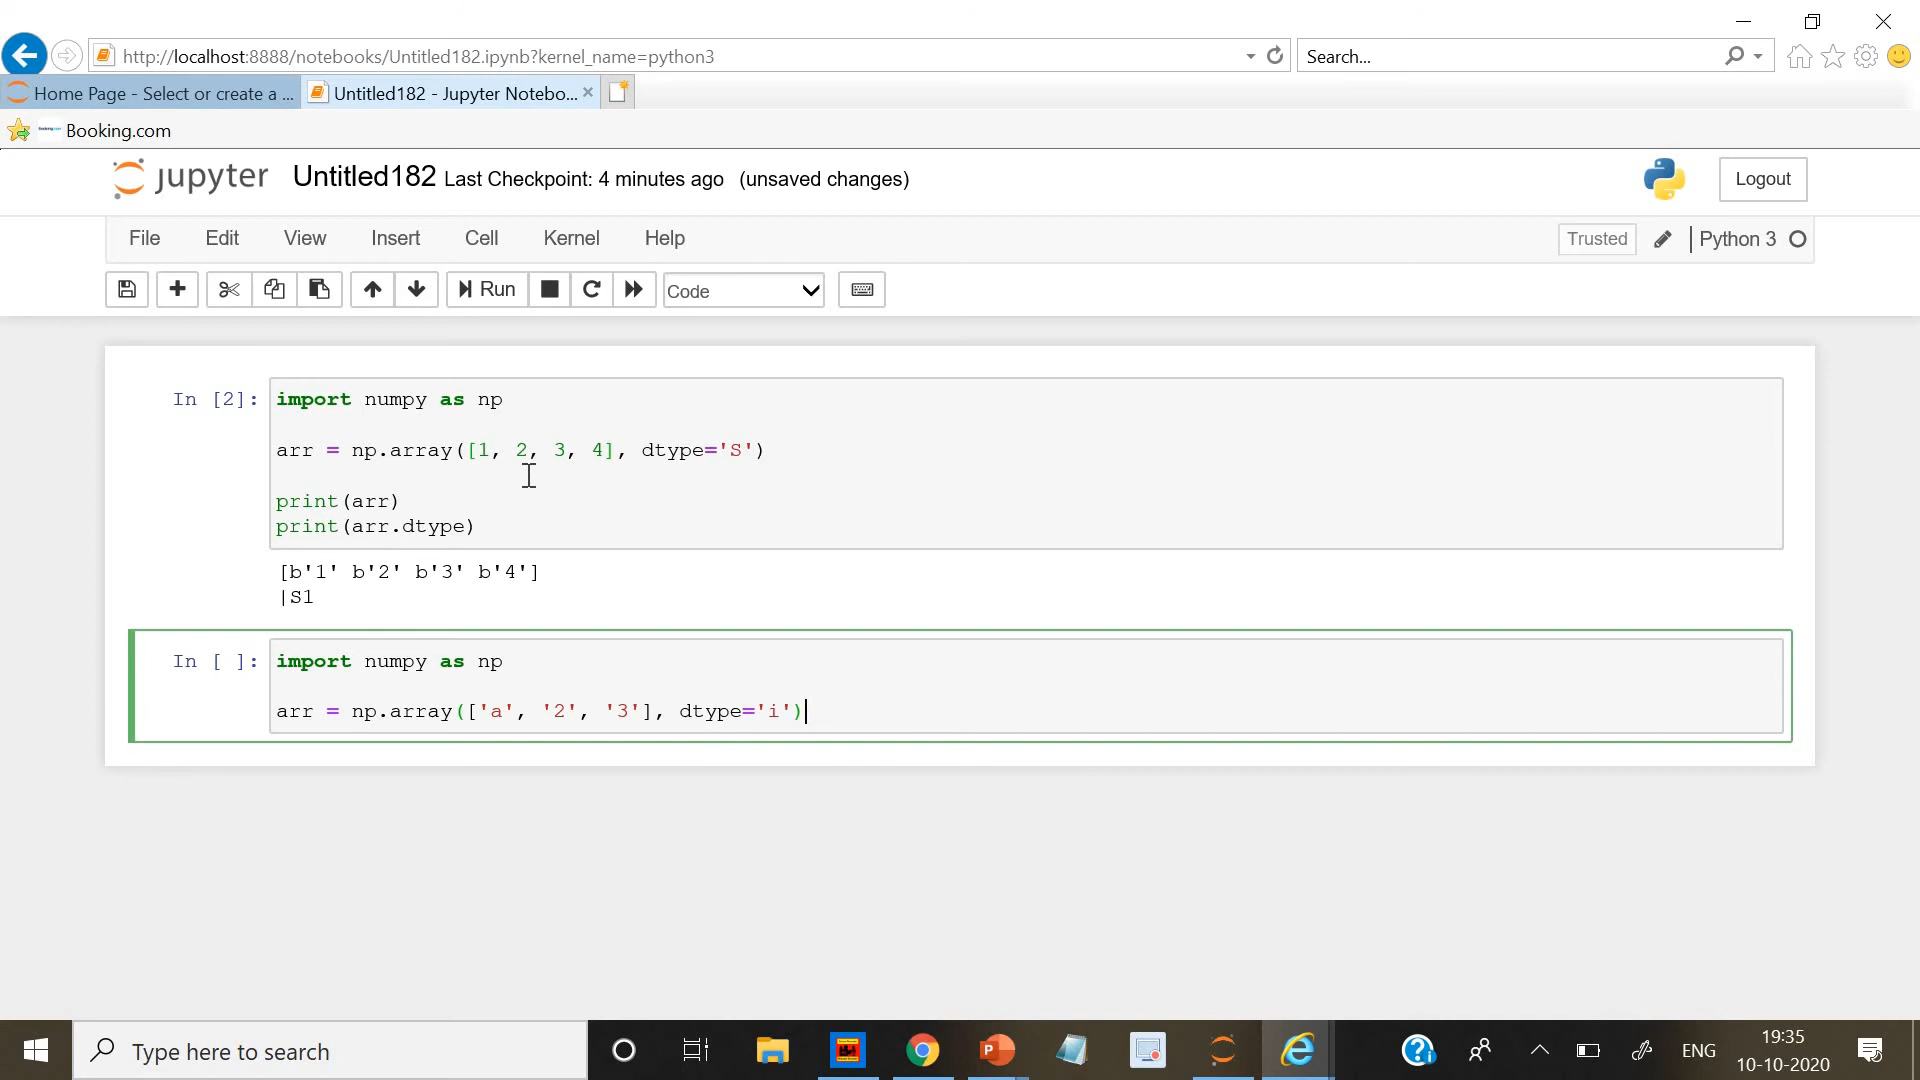 http://localhost:8888/notebooks/Untitled182.ipynb?kernel_name=python3
Search...
Home Page - Select or create a ...
Untitled182 - Jupyter Notebo...
Booking.com
jupyter Untitled182 Last Checkpoint: 4 minutes ago (unsaved changes)
Logout
File Edit View Insert Cell Kernel Help
Trusted
Python 3
Run
Code
In [2]: import numpy as np
arr = np.array([1, 2, 3, 4], dtype='S')
print(arr)
print(arr.dtype)
[b'1' b'2' b'3' b'4']
|S1
In [ ]: import numpy as np
arr = np.array(['a', '2', '3'], dtype='i')
Type here to search
ENG
19:35
10-10-2020